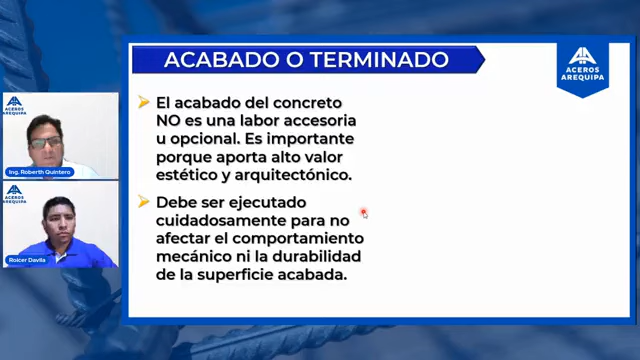 ACABADO O TERMINADO
ACEROS
AREQUIPA
El acabado del concreto
NO es una labor accesoria
u opcional. Es importante
porque aporta alto valor
estético y arquitectónico.
Debe ser ejecutado
cuidadosamente para no
afectar el comportamiento
mecánico ni la durabilidad
de la superficie acabada.
ACEROS
AREQUIPA
Ing. Roberth Quintero
ACEROS
AREQUIPA
Roicer Davila